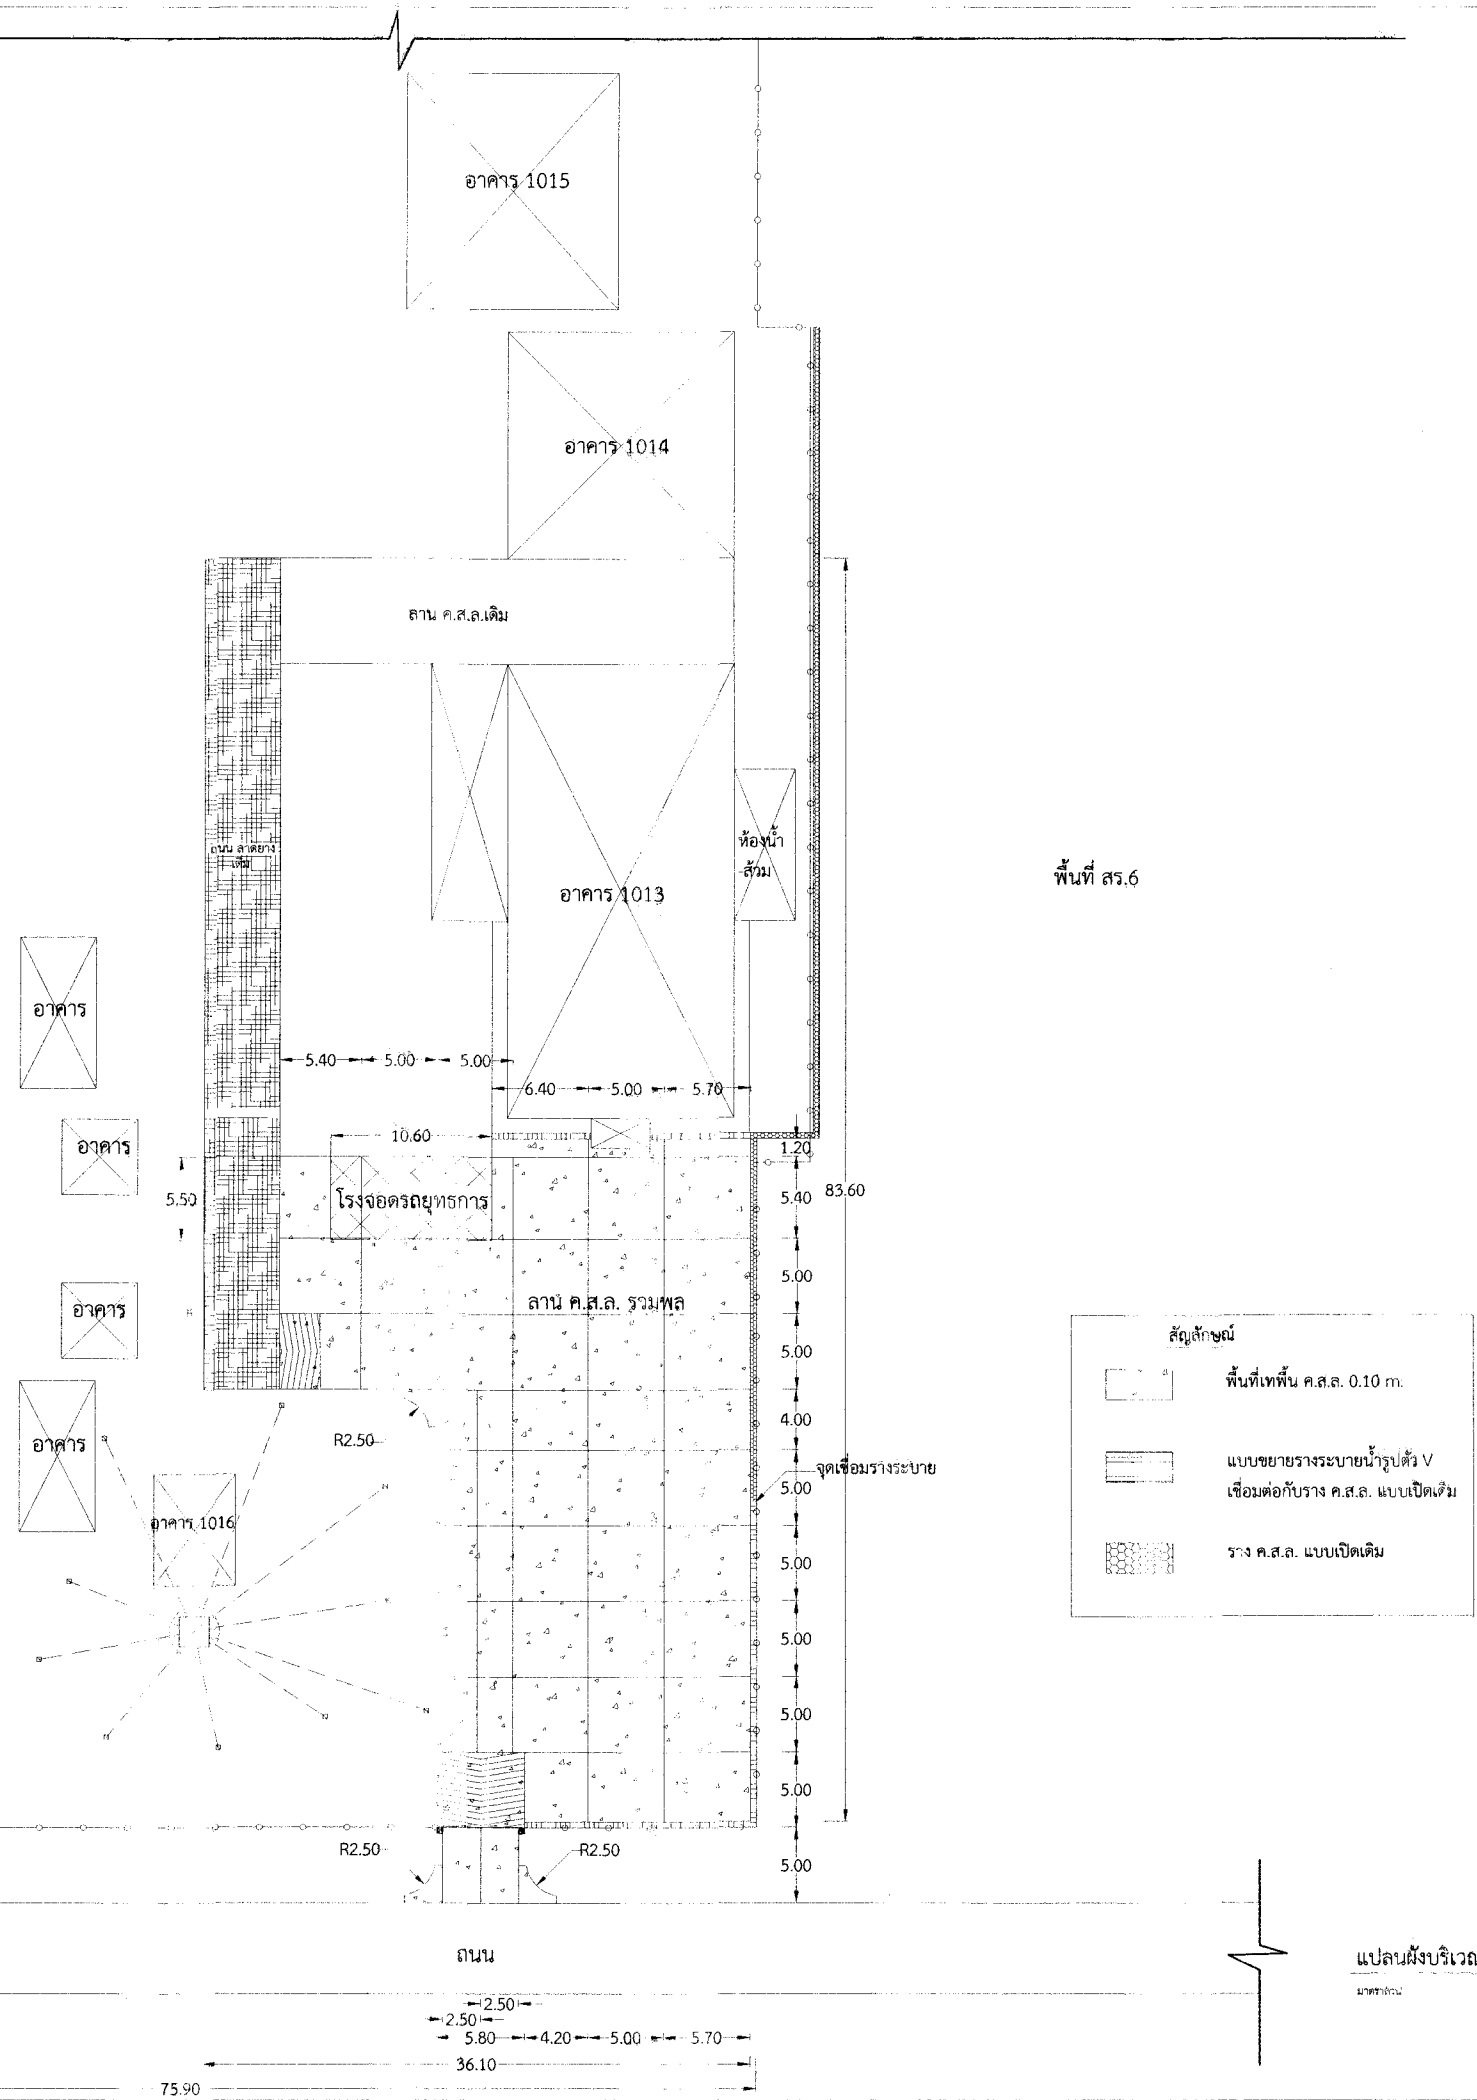 อาคาร 1015
อาคาร 1014
ลาน ค.ส.ล.เดิม
ถนน ลาดยาง
เดิม
ห้องน้ำ
ส้วม
อาคาร 1013
พื้นที่ สร.6
อาคาร
5.40
5.00
5.00
6.40
5.00
5.70
10.60
อาคาร
1.20
5.50
โรงจอดรถยุทธการ
5.40
83.60
5.00
อาคาร
ลาน ค.ส.ล. รวมพล
5.00
สัญลักษณ์
พื้นที่เทพื้น ค.ส.ล. 0.10 m.
แบบขยายรางระบายน้ำรูปตัว V
เชื่อมต่อกับราง ค.ส.ล. แบบเปิดเดิม
ราง ค.ส.ล. แบบเปิดเดิม
4.00
อาคาร
R2.50
จุดเชื่อมรางระบาย
5.00
อาคาร 1016
5.00
5.00
5.00
5.00
R2.50
R2.50
5.00
ถนน
แปลนผังบริเวณ
มาตราส่วน
2.50
2.50
5.80
4.20
5.00
5.70
36.10
75.90